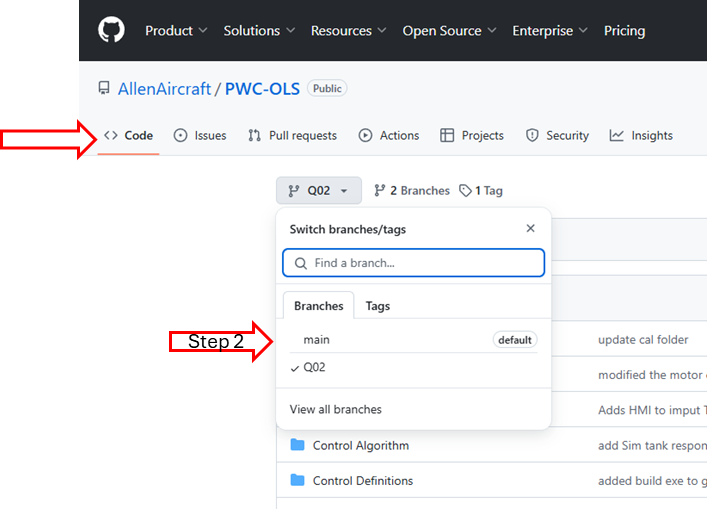 Product Solutions Resources Open Source Enterprise Pricing
AllenAircraft / PWC-OLS Public
Code Issues Pull requests Actions Projects Security Insights
Q02 2 Branches 1 Tag
Switch branches/tags
Find a branch...
Branches Tags
Step 2
main default
update cal folder
Q02
modified the motor
View all branches
Adds HMI to imput
Control Algorithm add Sim tank respon
Control Definitions added build exe to g